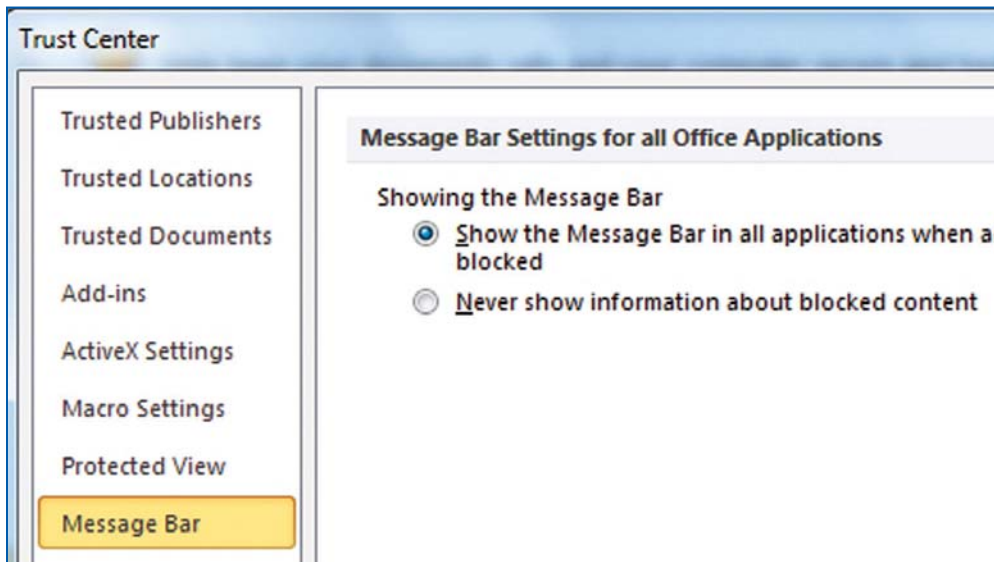 Trust Center
Trusted Publishers
Trusted Locations
Trusted Documents
Add-ins
ActiveX Settings
Macro Settings
Protected View
Message Bar
Message Bar Settings for all Office Applications
Showing the Message Bar
Show the Message Bar in all applications when a
blocked
Never show information about blocked content